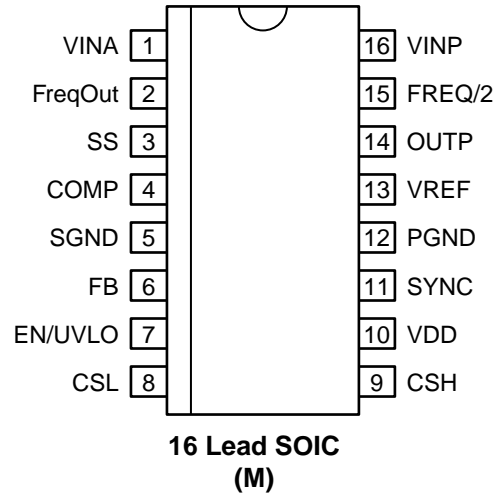 VINA 1 16 VINP
FreqOut 2 15 FREQ/2
SS 3 14 OUTP
COMP 4 13 VREF
SGND 5 12 PGND
FB 6 11 SYNC
EN/UVLO 7 10 VDD
CSL 8 9 CSH
16 Lead SOIC
(M)